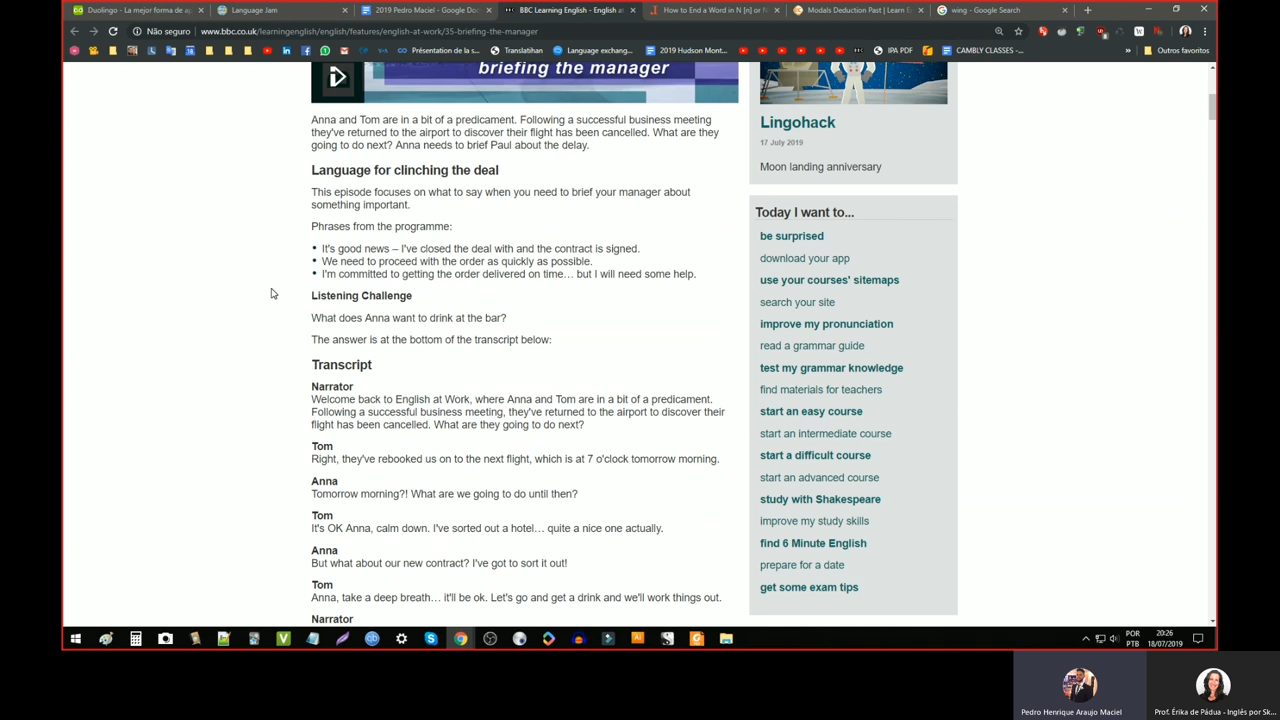 Duolingo - La mejor forma de ap
Language Jam
2019 Pedro Maciel - Google Doc
BBC Learning English - English at
How to End a Word in N [n] or N
Modals Deduction Past | Learn E
wing - Google Search
Não seguro
www.bbc.co.uk/learningenglish/english/features/english-at-work/35-briefing-the-manager
Présentation de la s...
Translatihan
Language exchang...
2019 Hudson Mont...
IPA PDF
CAMBLY CLASSES -...
Outros favoritos
briefing the manager
Anna and Tom are in a bit of a predicament. Following a successful business meeting
they've returned to the airport to discover their flight has been cancelled. What are they
going to do next? Anna needs to brief Paul about the delay.
Language for clinching the deal
This episode focuses on what to say when you need to brief your manager about
something important.
Phrases from the programme:
• It's good news – I've closed the deal with and the contract is signed.
• We need to proceed with the order as quickly as possible.
• I'm committed to getting the order delivered on time… but I will need some help.
Listening Challenge
What does Anna want to drink at the bar?
The answer is at the bottom of the transcript below:
Transcript
Narrator
Welcome back to English at Work, where Anna and Tom are in a bit of a predicament.
Following a successful business meeting, they've returned to the airport to discover their
flight has been cancelled. What are they going to do next?
Tom
Right, they've rebooked us on to the next flight, which is at 7 o'clock tomorrow morning.
Anna
Tomorrow morning?! What are we going to do until then?
Tom
It's OK Anna, calm down. I've sorted out a hotel… quite a nice one actually.
Anna
But what about our new contract? I've got to sort it out!
Tom
Anna, take a deep breath… it'll be ok. Let's go and get a drink and we'll work things out.
Narrator
Lingohack
17 July 2019
Moon landing anniversary
Today I want to...
be surprised
download your app
use your courses' sitemaps
search your site
improve my pronunciation
read a grammar guide
test my grammar knowledge
find materials for teachers
start an easy course
start an intermediate course
start a difficult course
start an advanced course
study with Shakespeare
improve my study skills
find 6 Minute English
prepare for a date
get some exam tips
POR
PTB
20:26
18/07/2019
Pedro Henrique Araujo Maciel
Prof. Érika de Pádua - Inglês por Sk...